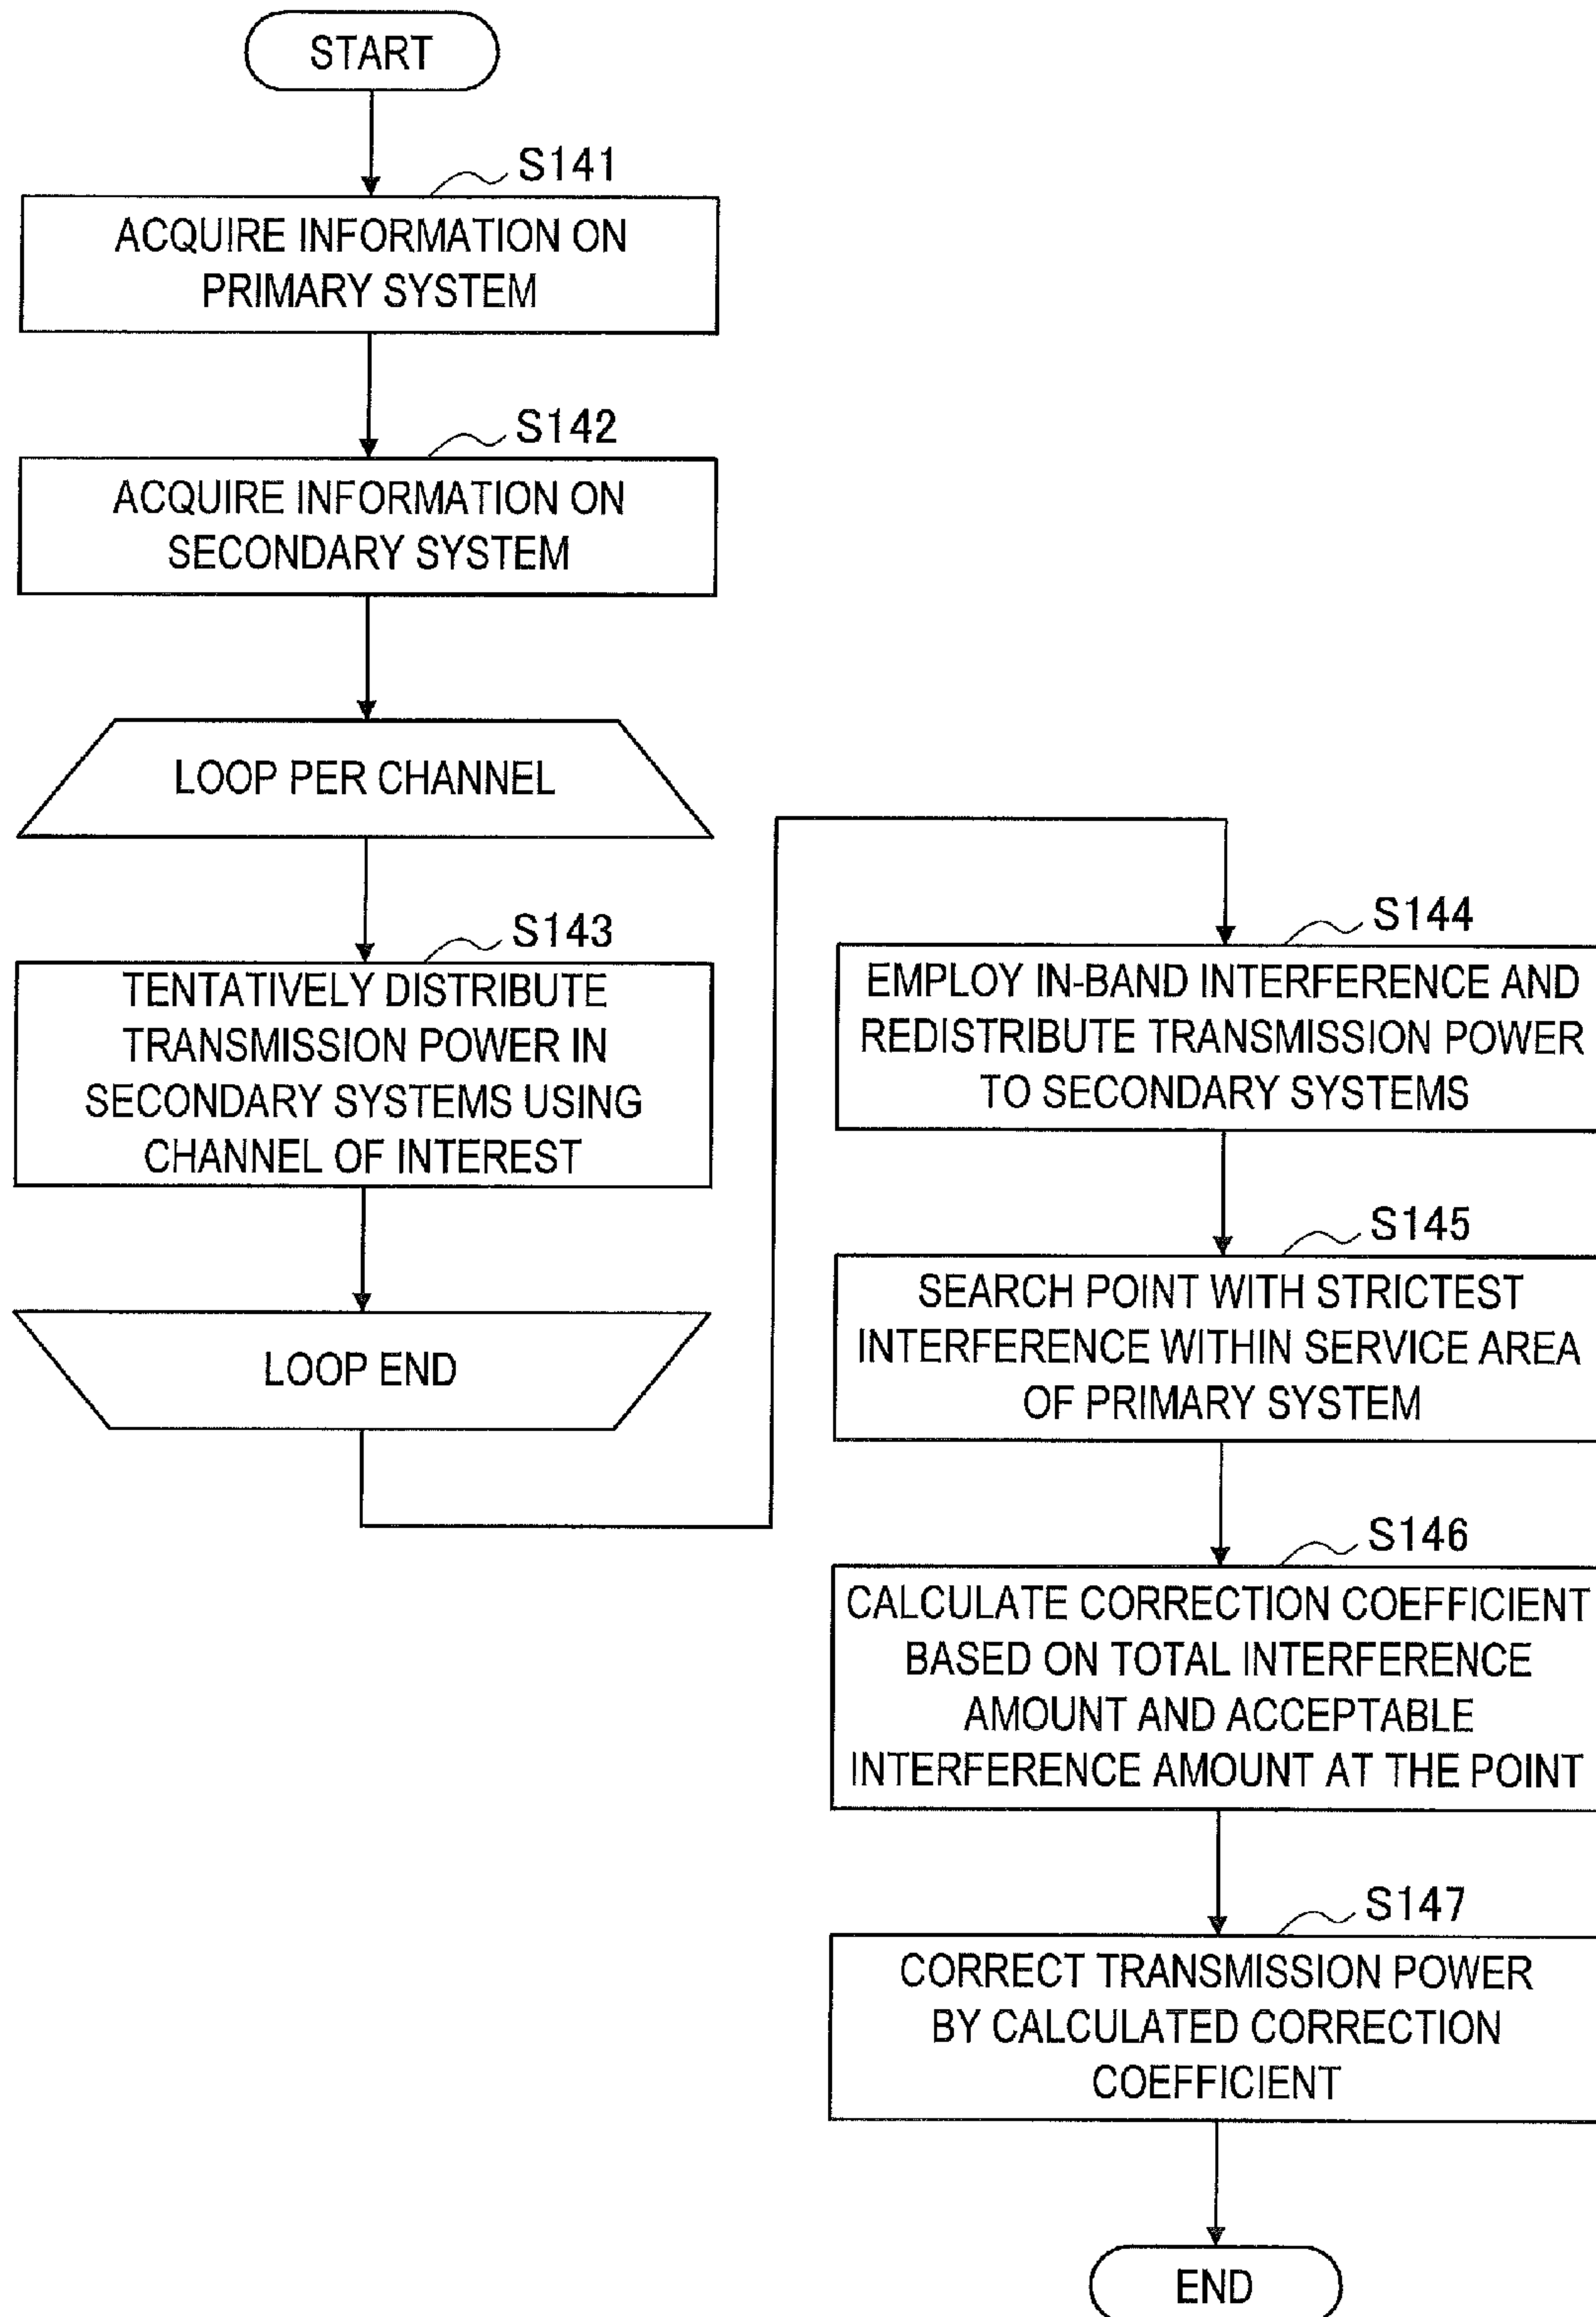 START
S141
ACQUIRE INFORMATION ON
PRIMARY SYSTEM
S142
ACQUIRE INFORMATION ON
SECONDARY SYSTEM
LOOP PER CHANNEL
S143
TENTATIVELY DISTRIBUTE
TRANSMISSION POWER IN
SECONDARY SYSTEMS USING
CHANNEL OF INTEREST
LOOP END
S144
EMPLOY IN-BAND INTERFERENCE AND
REDISTRIBUTE TRANSMISSION POWER
TO SECONDARY SYSTEMS
S145
SEARCH POINT WITH STRICTEST
INTERFERENCE WITHIN SERVICE AREA
OF PRIMARY SYSTEM
S146
CALCULATE CORRECTION COEFFICIENT
BASED ON TOTAL INTERFERENCE
AMOUNT AND ACCEPTABLE
INTERFERENCE AMOUNT AT THE POINT
S147
CORRECT TRANSMISSION POWER
BY CALCULATED CORRECTION
COEFFICIENT
END